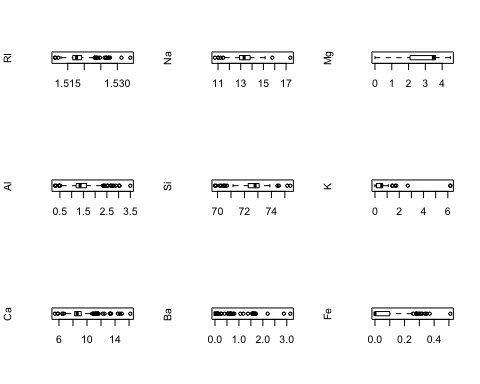 RI
1.515 1.530
Na
11 13 15 17
Mg
0 1 2 3 4
Al
0.5 1.5 2.5 3.5
Si
70 72 74
K
0 2 4 6
Ca
6 10 14
Ba
0.0 1.0 2.0 3.0
Fe
0.0 0.2 0.4